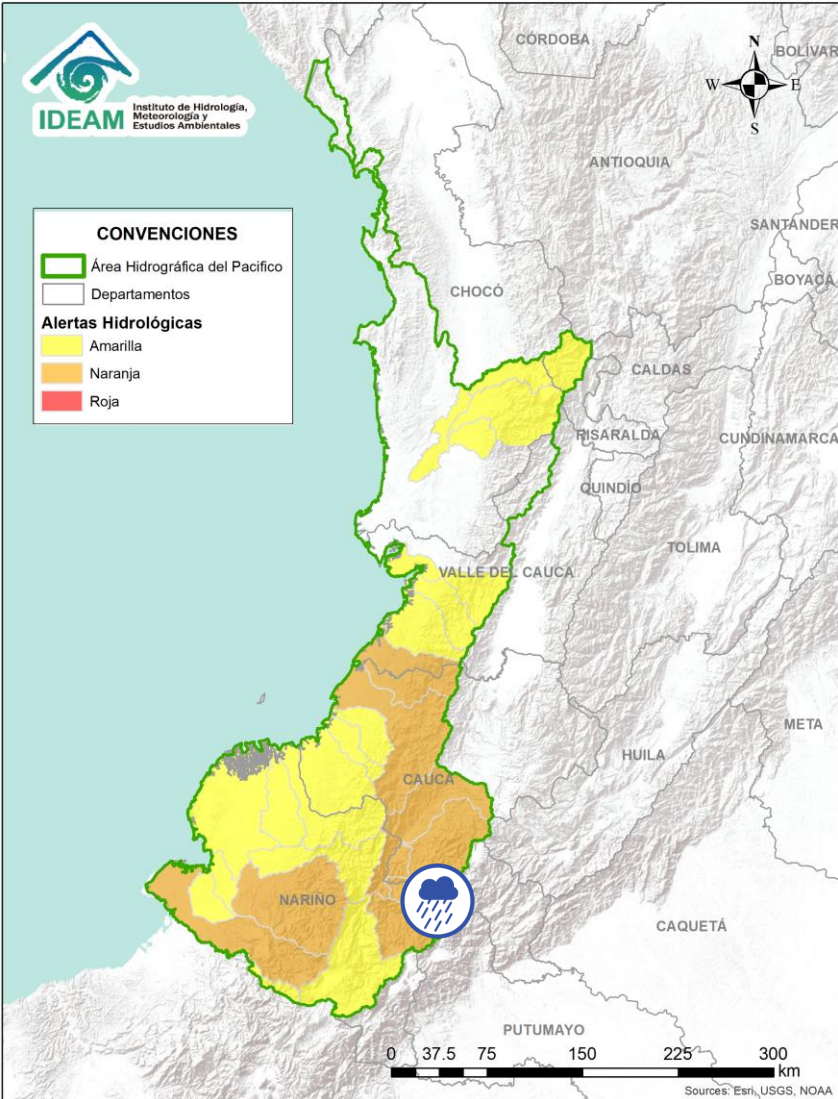 IDEAM
Instituto de Hidrología,
Meteorología y
Estudios Ambientales
N
W
E
S
CÓRDOBA
BOLÍVAR
ANTIOQUIA
SANTANDER
BOYACÁ
CONVENCIONES
Área Hidrográfica del Pacifico
Departamentos
Alertas Hidrológicas
Amarilla
Naranja
Roja
CHOCÓ
CALDAS
RISARALDA
CUNDINAMARCA
QUINDÍO
TOLIMA
VALLE DEL CAUCA
META
HUILA
CAUCA
NARIÑO
CAQUETÁ
PUTUMAYO
0 37.5 75 150 225 300
km
Sources: Esri, USGS, NOAA